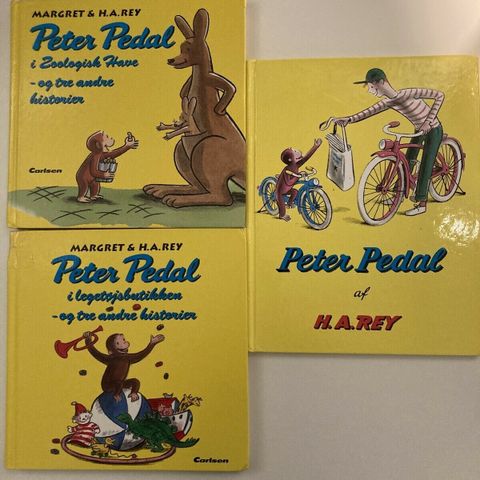 MARGRET & H.A.REY
Peter Pedal
i Zoologisk Have
- og tre andre
historier
Carlsen
MARGRET & H.A.REY
Peter Pedal
i legetøjsbutikken
- og tre andre historier
Carlsen
Peter Pedal
af
H.A.REY